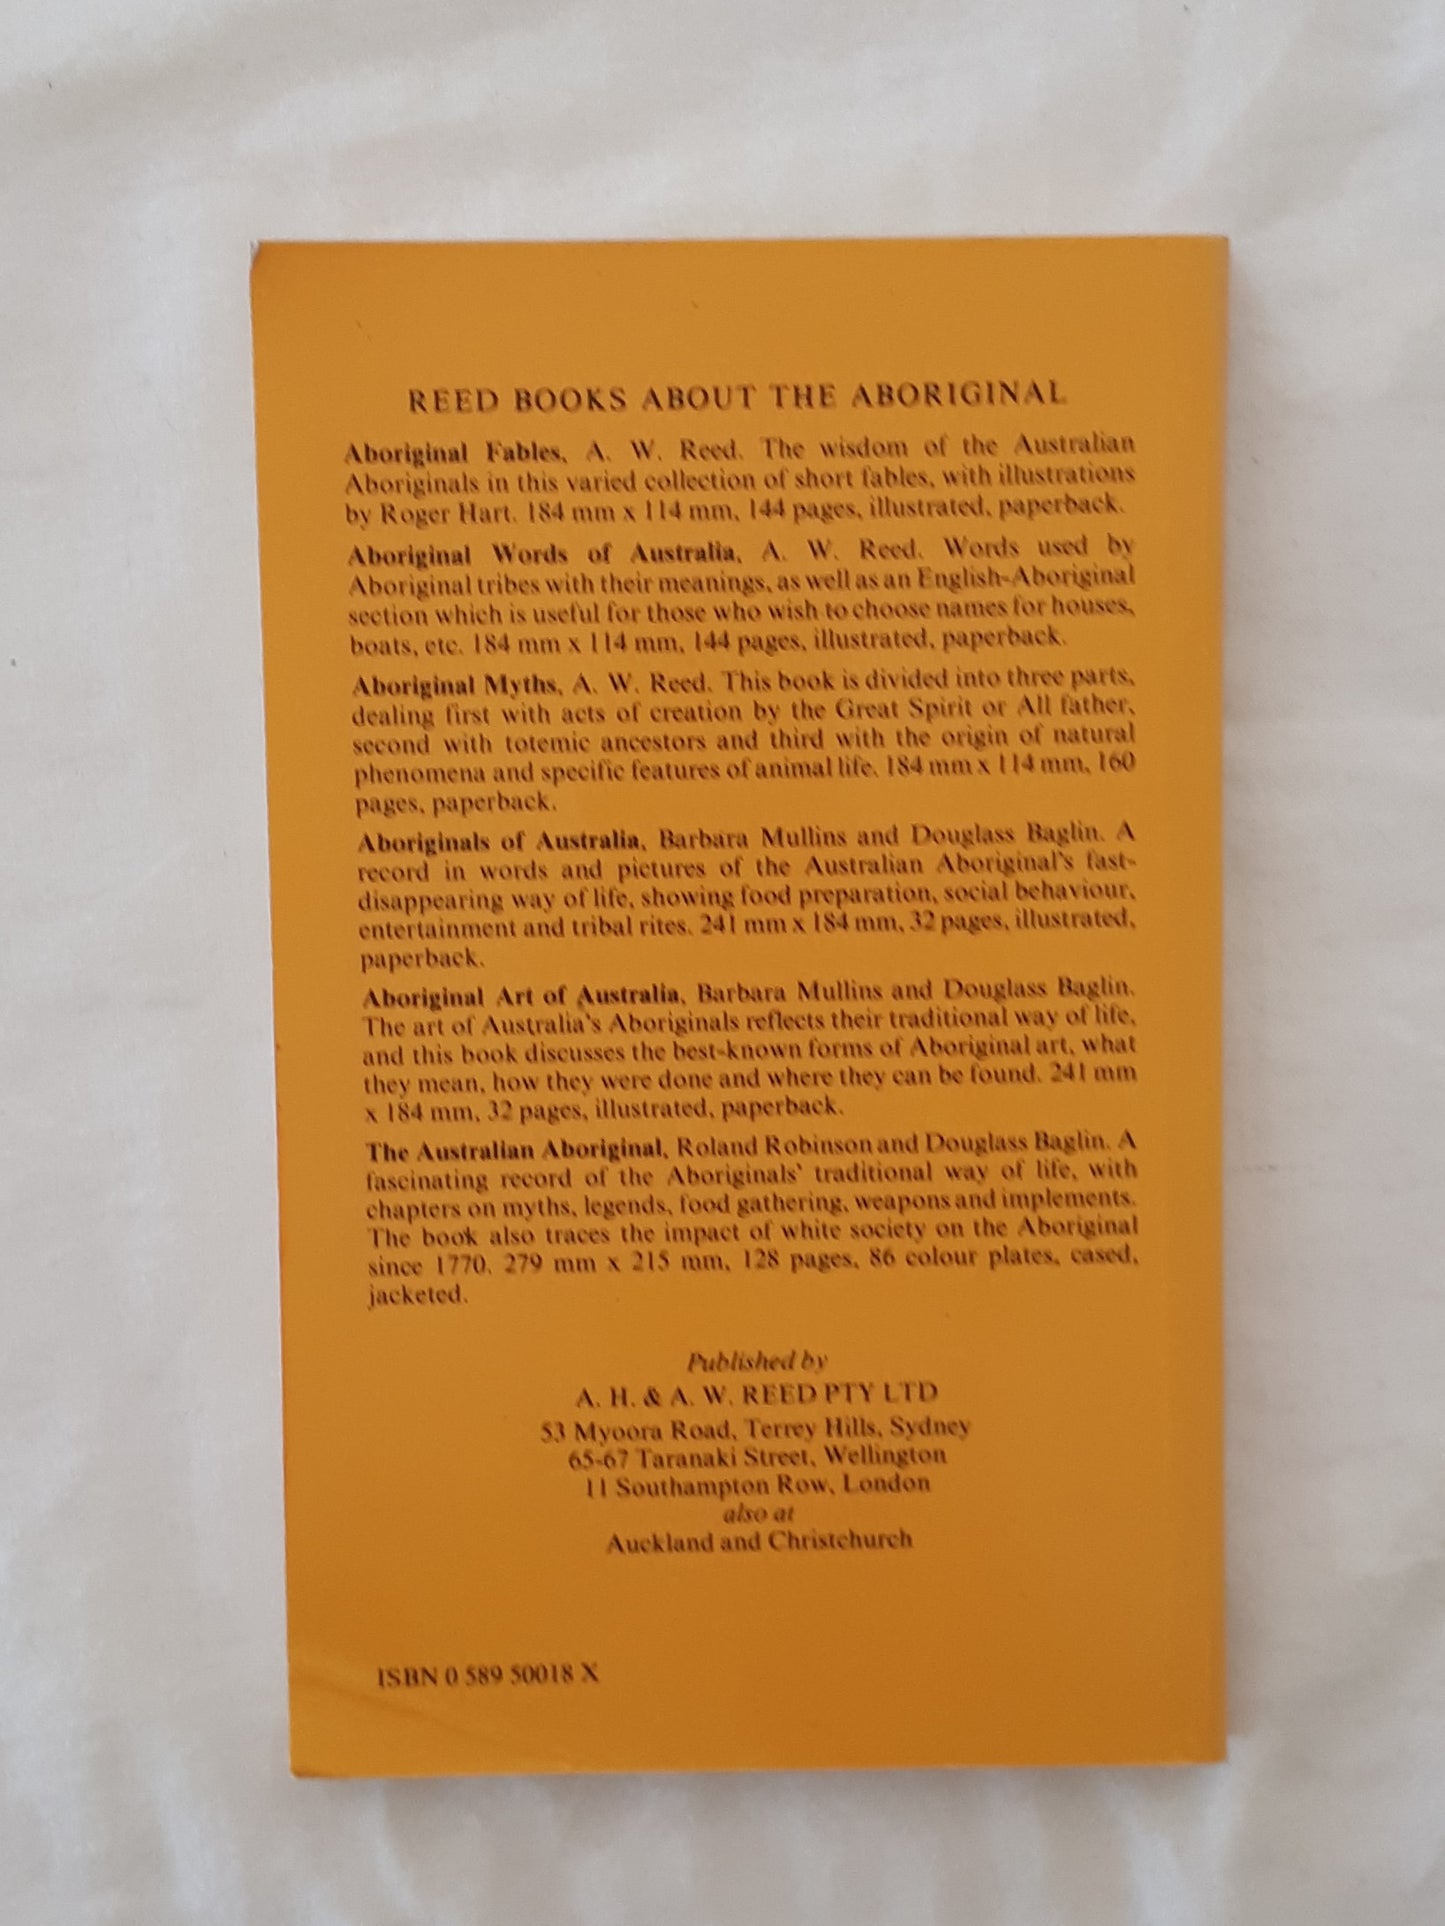 REED BOOKS ABOUT THE ABORIGINAL
Aboriginal Fables, A. W. Reed. The wisdom of the Australian
Aboriginals in this varied collection of short fables, with illustrations
by Roger Hart. 184 mm x 114 mm, 144 pages, illustrated, paperback.
Aboriginal Words of Australia, A. W. Reed. Words used by
Aboriginal tribes with their meanings, as well as an English-Aboriginal
section which is useful for those who wish to choose names for houses,
boats, etc. 184 mm x 114 mm, 144 pages, illustrated, paperback.
Aboriginal Myths, A. W. Reed. This book is divided into three parts,
dealing first with acts of creation by the Great Spirit or All father,
second with totemic ancestors and third with the origin of natural
phenomena and specific features of animal life. 184 mm x 114 mm, 160
pages, paperback.
Aboriginals of Australia, Barbara Mullins and Douglass Baglin. A
record in words and pictures of the Australian Aboriginal's fast-
disappearing way of life, showing food preparation, social behaviour,
entertainment and tribal rites. 241 mm x 184 mm, 32 pages, illustrated,
paperback.
Aboriginal Art of Australia, Barbara Mullins and Douglass Baglin.
The art of Australia's Aboriginals reflects their traditional way of life,
and this book discusses the best-known forms of Aboriginal art, what
they mean, how they were done and where they can be found. 241 mm
x 184 mm, 32 pages, illustrated, paperback.
The Australian Aboriginal, Roland Robinson and Douglass Baglin. A
fascinating record of the Aboriginals' traditional way of life, with
chapters on myths, legends, food gathering, weapons and implements.
The book also traces the impact of white society on the Aboriginal
since 1770. 279 mm x 215 mm, 128 pages, 86 colour plates, cased,
jacketed.
Published by
A. H. & A. W. REED PTY LTD
53 Myoora Road, Terrey Hills, Sydney
65-67 Taranaki Street, Wellington
11 Southampton Row, London
also at
Auckland and Christchurch
ISBN 0 589 50018 X